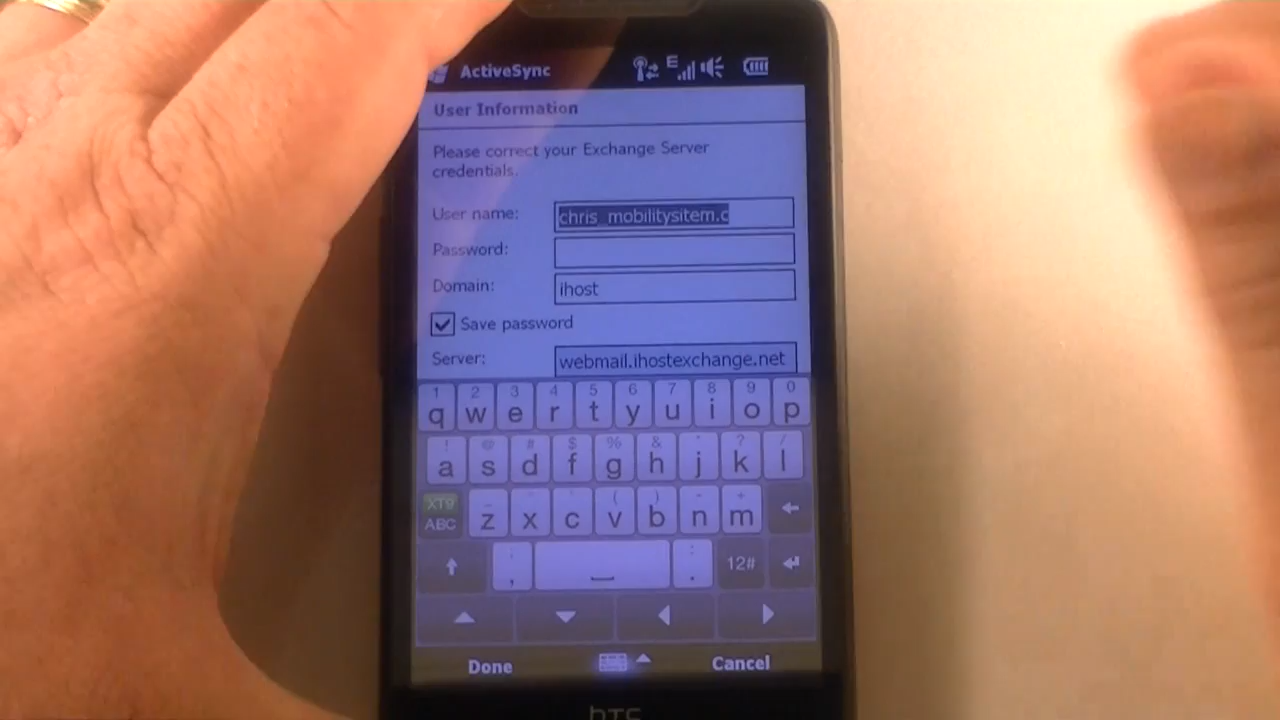 ActiveSync
E
User Information
Please correct your Exchange Server
credentials.
User name: chris_mobilitysitem.c
Password:
Domain: ihost
Save password
Server: webmail.ihostexchange.net
1 2 3 4 5 6 7 8 9 0
q w e r t y u i o p
! @ # $ % & ? /
a s d f g h j k l
XT9 ( ) - +
ABC z x c v b n m
, . 12#
Done Cancel
hTC